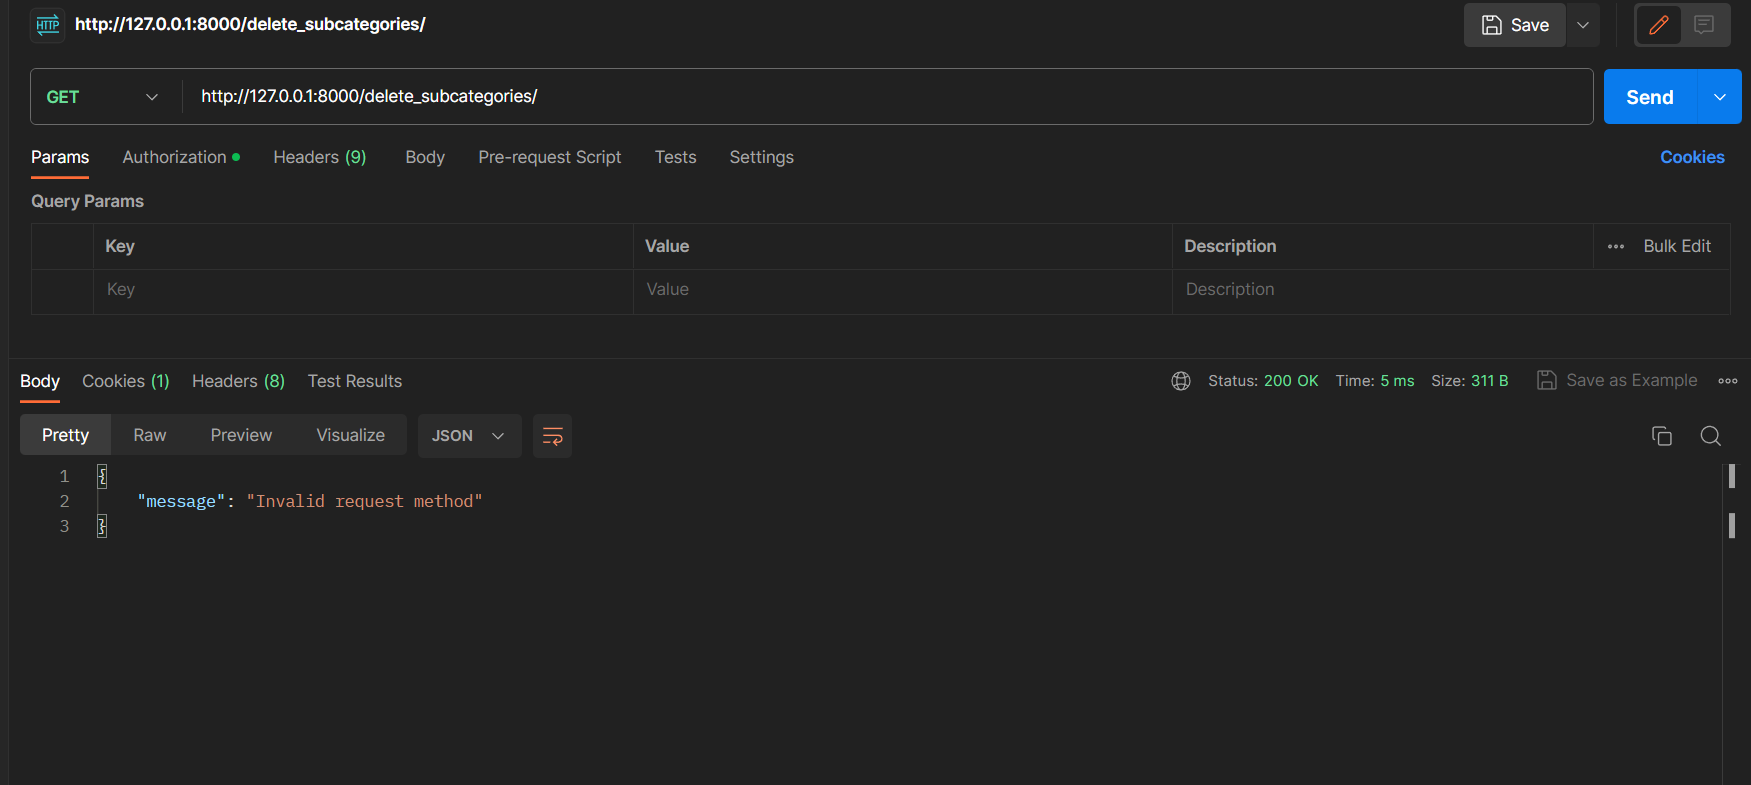 HTTP http://127.0.0.1:8000/delete_subcategories/ Save
GET http://127.0.0.1:8000/delete_subcategories/ Send
Params Authorization Headers (9) Body Pre-request Script Tests Settings Cookies
Query Params
Key Value Description Bulk Edit
Key Value Description
Body Cookies (1) Headers (8) Test Results Status: 200 OK Time: 5 ms Size: 311 B Save as Example
Pretty Raw Preview Visualize JSON
1 {
2 "message": "Invalid request method"
3 }